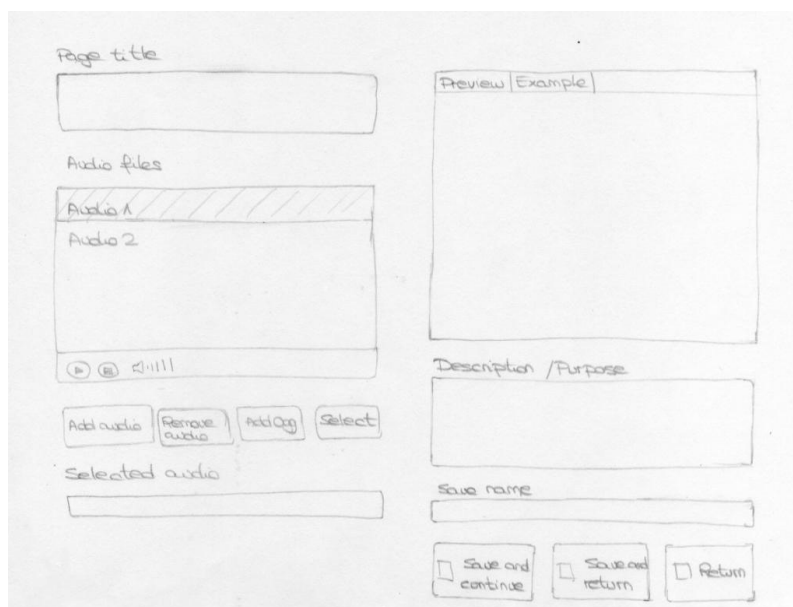 Page title
Audio files
Audio 1
Audio 2
Add audio
Remove
audio
Add Ogg
Select
Selected audio
Preview
Example
Description / Purpose
Save name
Save and
continue
Save and
return
Return